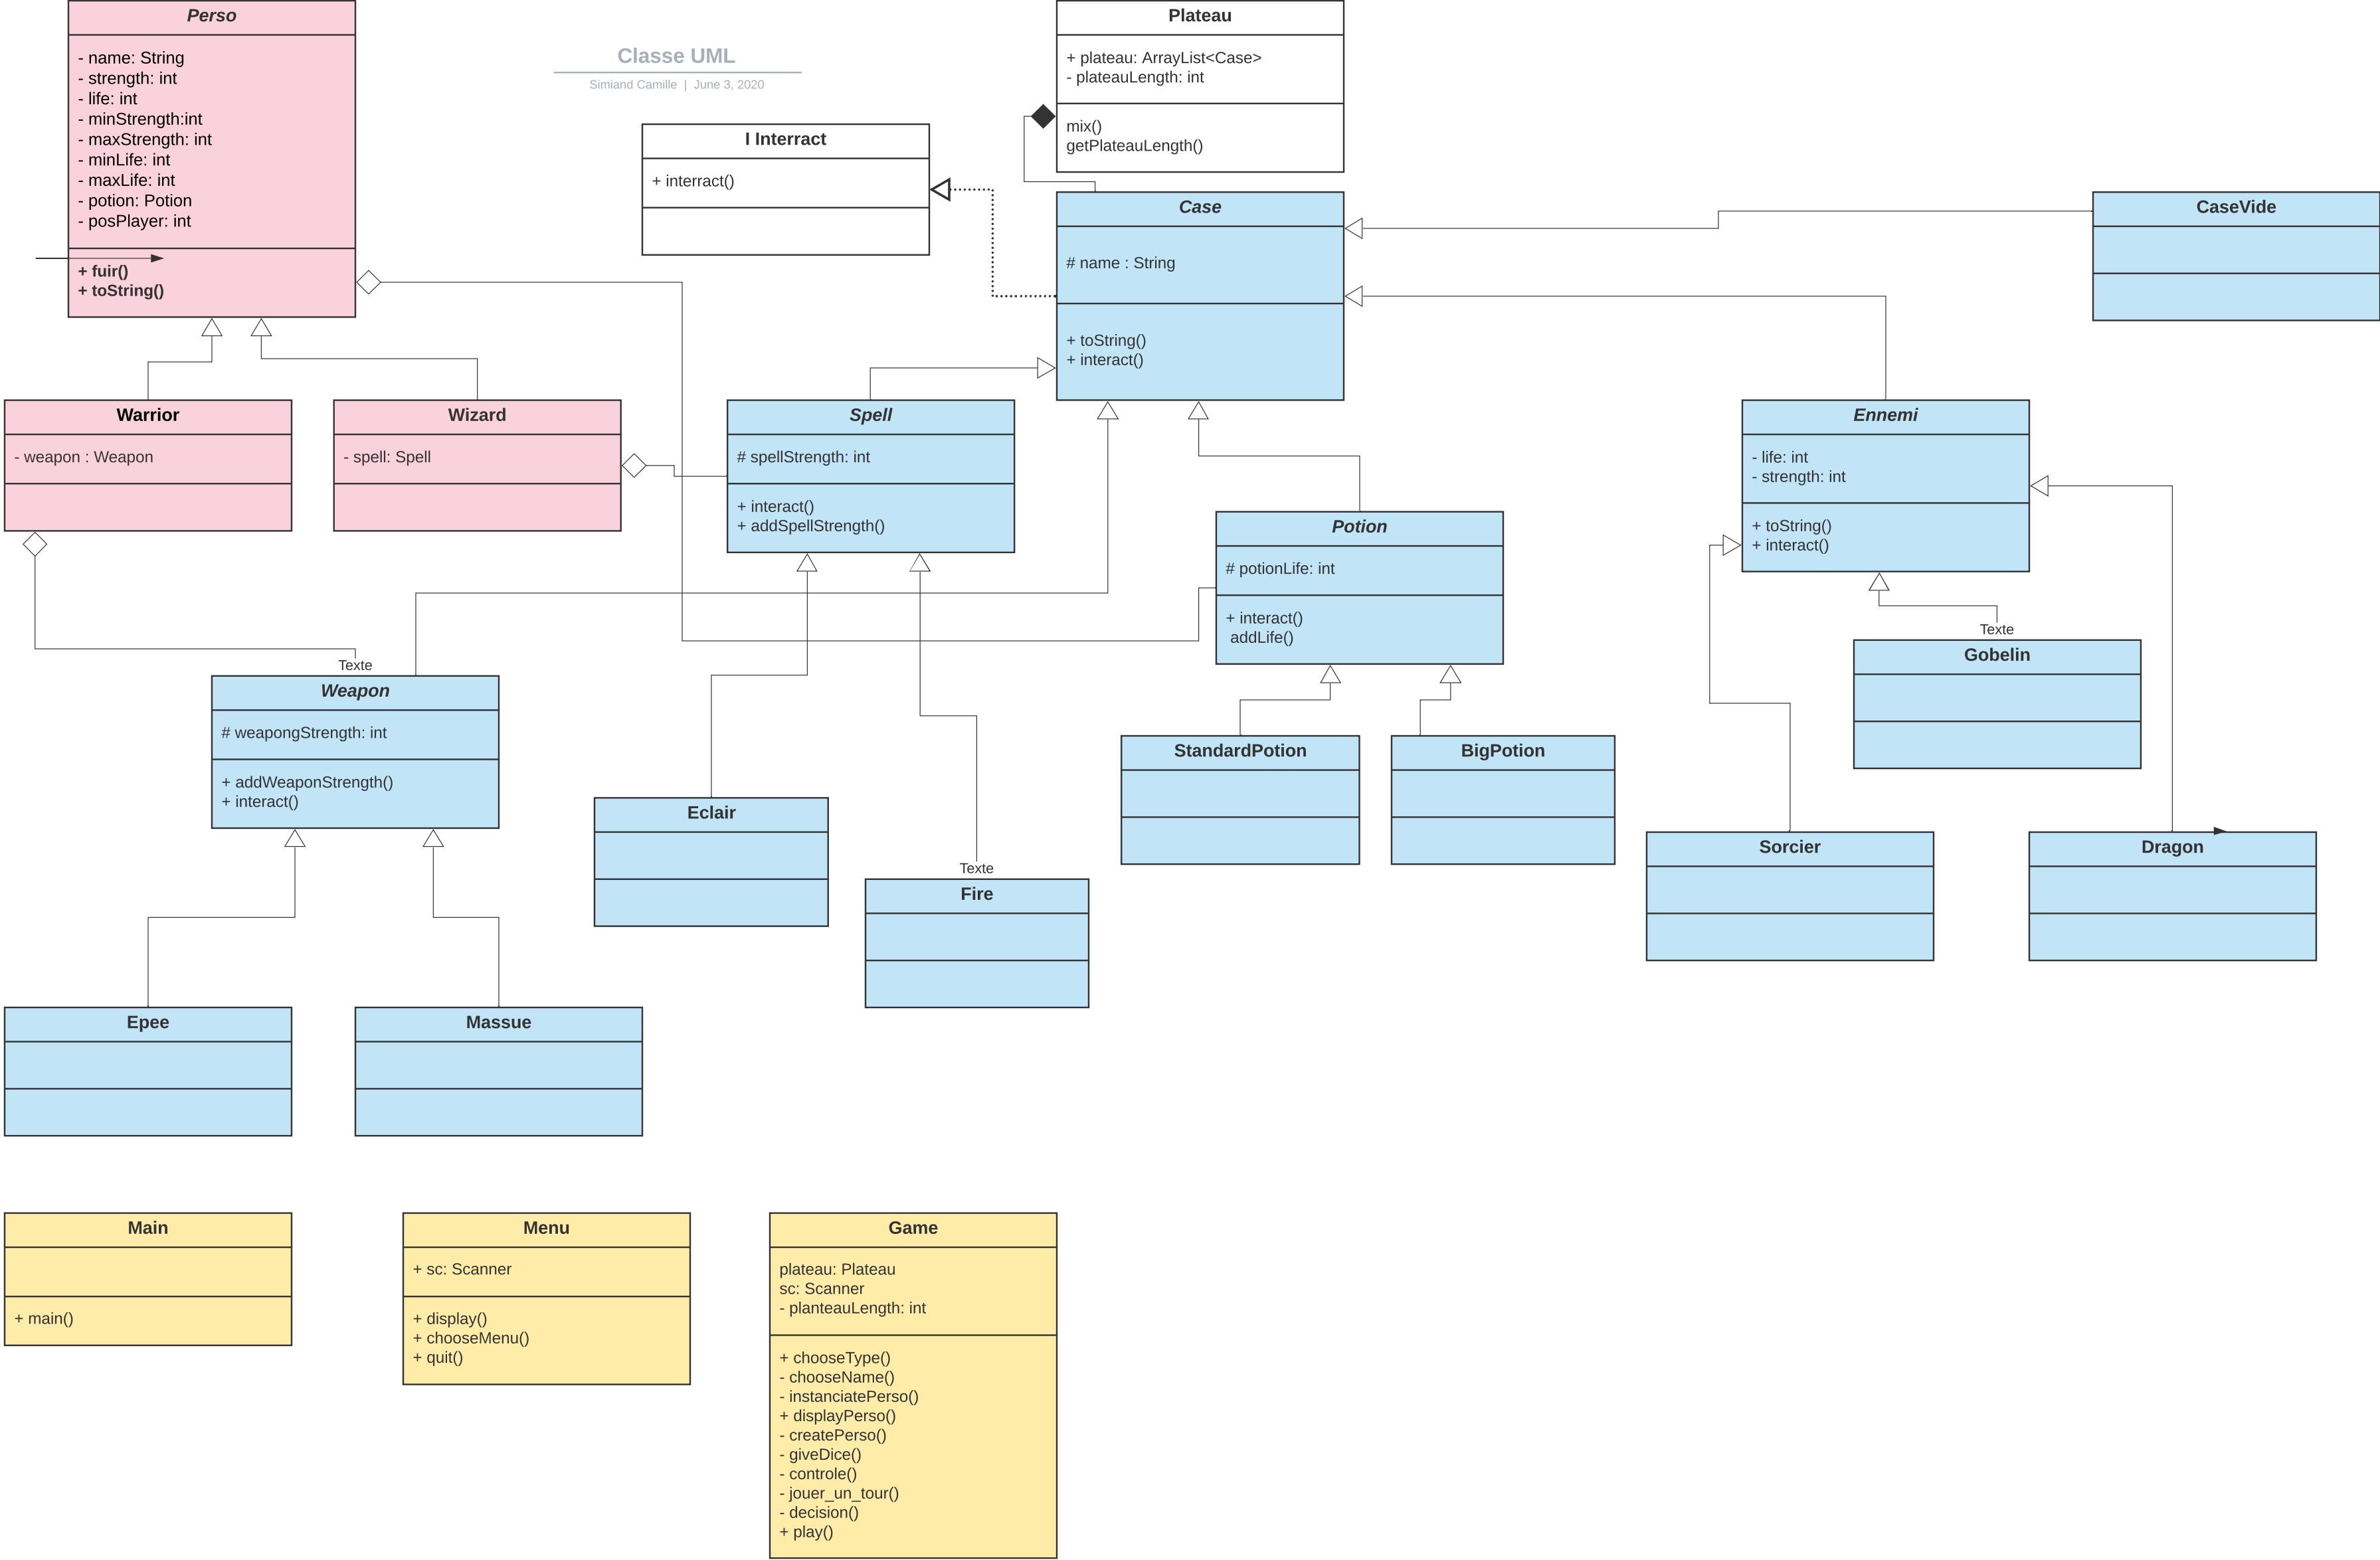 Perso
- name: String
- strength: int
- life: int
- minStrength:int
- maxStrength: int
- minLife: int
- maxLife: int
- potion: Potion
- posPlayer: int
+ fuir()
+ toString()
Classe UML
Simiand Camille | June 3, 2020
I Interract
+ interract()
Plateau
+ plateau: ArrayList<Case>
- plateauLength: int
mix()
getPlateauLength()
Case
# name : String
+ toString()
+ interact()
CaseVide
Warrior
- weapon : Weapon
Wizard
- spell: Spell
Spell
# spellStrength: int
+ interact()
+ addSpellStrength()
Potion
# potionLife: int
+ interact()
addLife()
Ennemi
- life: int
- strength: int
+ toString()
+ interact()
Texte
Gobelin
Texte
Weapon
# weapongStrength: int
+ addWeaponStrength()
+ interact()
StandardPotion
BigPotion
Eclair
Texte
Fire
Sorcier
Dragon
Epee
Massue
Main
+ main()
Menu
+ sc: Scanner
+ display()
+ chooseMenu()
+ quit()
Game
plateau: Plateau
sc: Scanner
- planteauLength: int
+ chooseType()
- chooseName()
- instanciatePerso()
+ displayPerso()
- createPerso()
- giveDice()
- controle()
- jouer_un_tour()
- decision()
+ play()